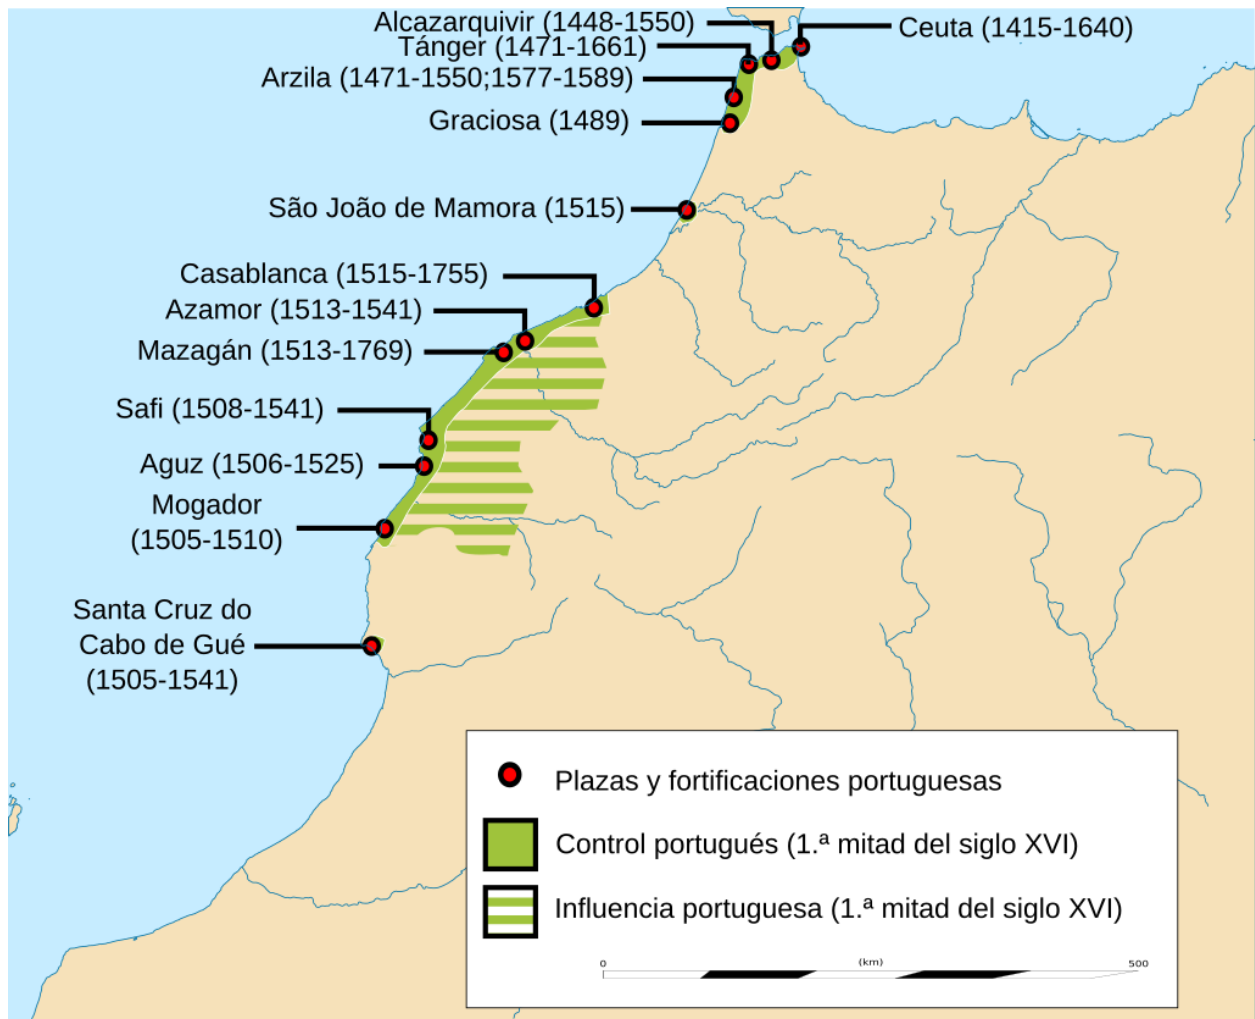 Alcazarquivir (1448-1550)
Ceuta (1415-1640)
Tánger (1471-1661)
Arzila (1471-1550;1577-1589)
Graciosa (1489)
São João de Mamora (1515)
Casablanca (1515-1755)
Azamor (1513-1541)
Mazagán (1513-1769)
Safi (1508-1541)
Aguz (1506-1525)
Mogador
(1505-1510)
Santa Cruz do
Cabo de Gué
(1505-1541)
Plazas y fortificaciones portuguesas
Control portugués (1.ª mitad del siglo XVI)
Influencia portuguesa (1.ª mitad del siglo XVI)
0 (km) 500